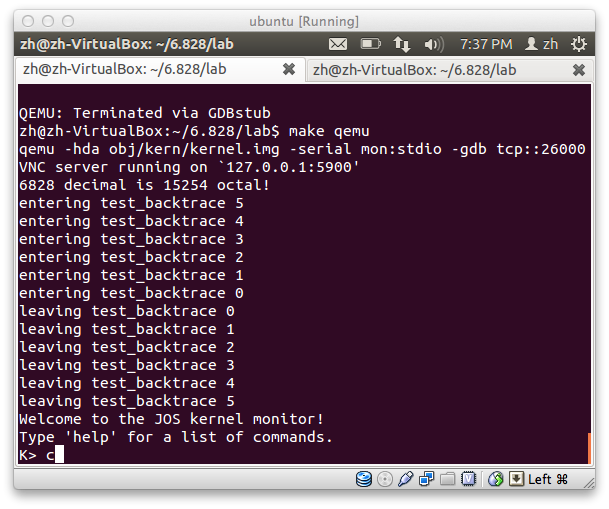 ubuntu [Running]
zh@zh-VirtualBox: ~/6.828/lab 7:37 PM zh
zh@zh-VirtualBox: ~/6.828/lab zh@zh-VirtualBox: ~/6.828/lab
QEMU: Terminated via GDBstub
zh@zh-VirtualBox:~/6.828/lab$ make qemu
qemu -hda obj/kern/kernel.img -serial mon:stdio -gdb tcp::26000
VNC server running on `127.0.0.1:5900'
6828 decimal is 15254 octal!
entering test_backtrace 5
entering test_backtrace 4
entering test_backtrace 3
entering test_backtrace 2
entering test_backtrace 1
entering test_backtrace 0
leaving test_backtrace 0
leaving test_backtrace 1
leaving test_backtrace 2
leaving test_backtrace 3
leaving test_backtrace 4
leaving test_backtrace 5
Welcome to the JOS kernel monitor!
Type 'help' for a list of commands.
K> c
Left ⌘